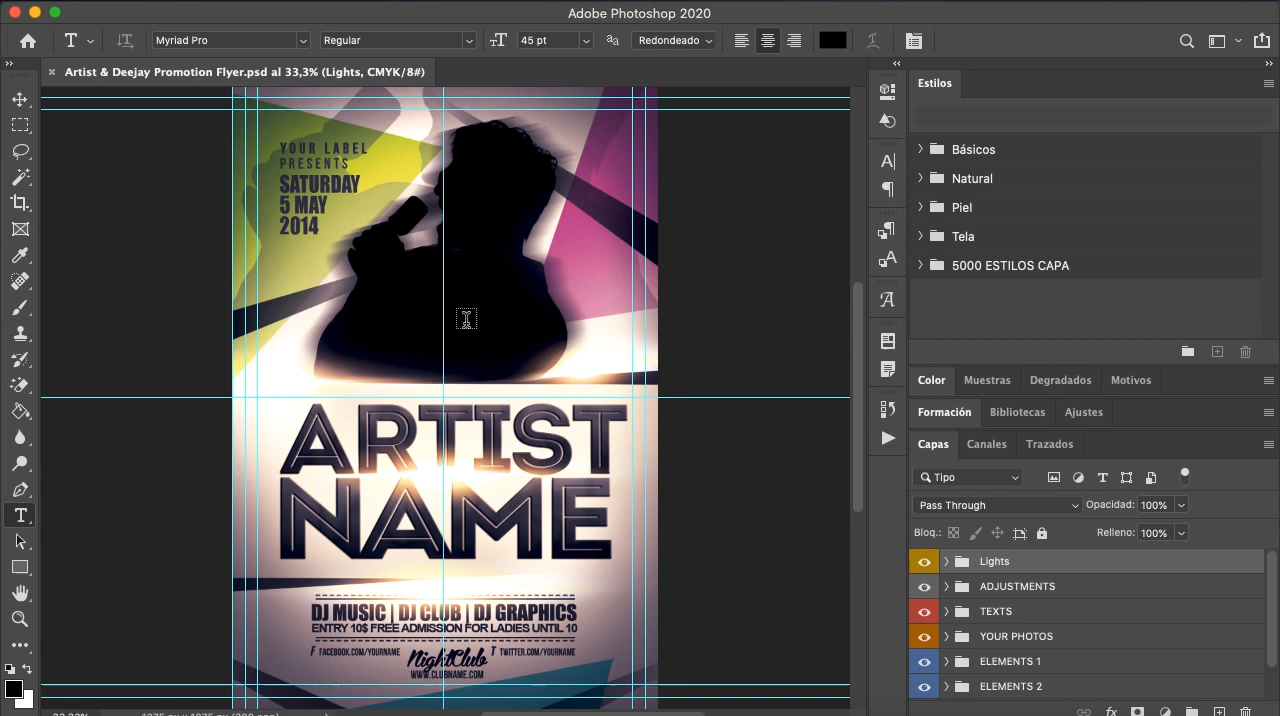 Adobe Photoshop 2020
T Myriad Pro Regular 45 pt aa Redondeado
Artist & Deejay Promotion Flyer.psd al 33,3% (Lights, CMYK/8#)
YOUR LABEL
PRESENTS
SATURDAY
5 MAY
2014
ARTIST
NAME
DJ MUSIC | DJ CLUB | DJ GRAPHICS
ENTRY 10$ FREE ADMISSION FOR LADIES UNTIL 10
F FACEBOOK.COM/YOURNAME NightClub T TWITTER.COM/YOURNAME
WWW.CLUBNAME.COM
Estilos
Básicos
Natural
Piel
Tela
5000 ESTILOS CAPA
Color Muestras Degradados Motivos
Formación Bibliotecas Ajustes
Capas Canales Trazados
Tipo
Pass Through Opacidad: 100%
Bloq.: Relleno: 100%
Lights
ADJUSTMENTS
TEXTS
YOUR PHOTOS
ELEMENTS 1
ELEMENTS 2
fx